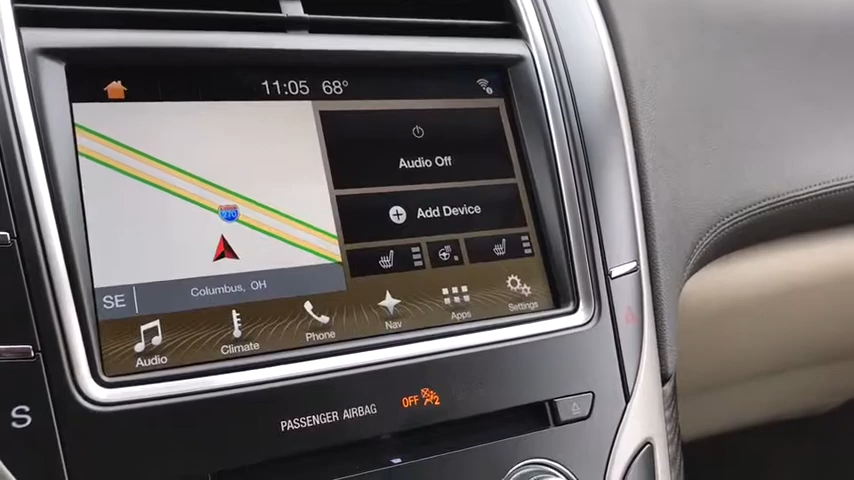 11:05 68°
Audio Off
Add Device
270
SE
Columbus, OH
Audio
Climate
Phone
Nav
Apps
Settings
S
PASSENGER AIRBAG
OFF 2